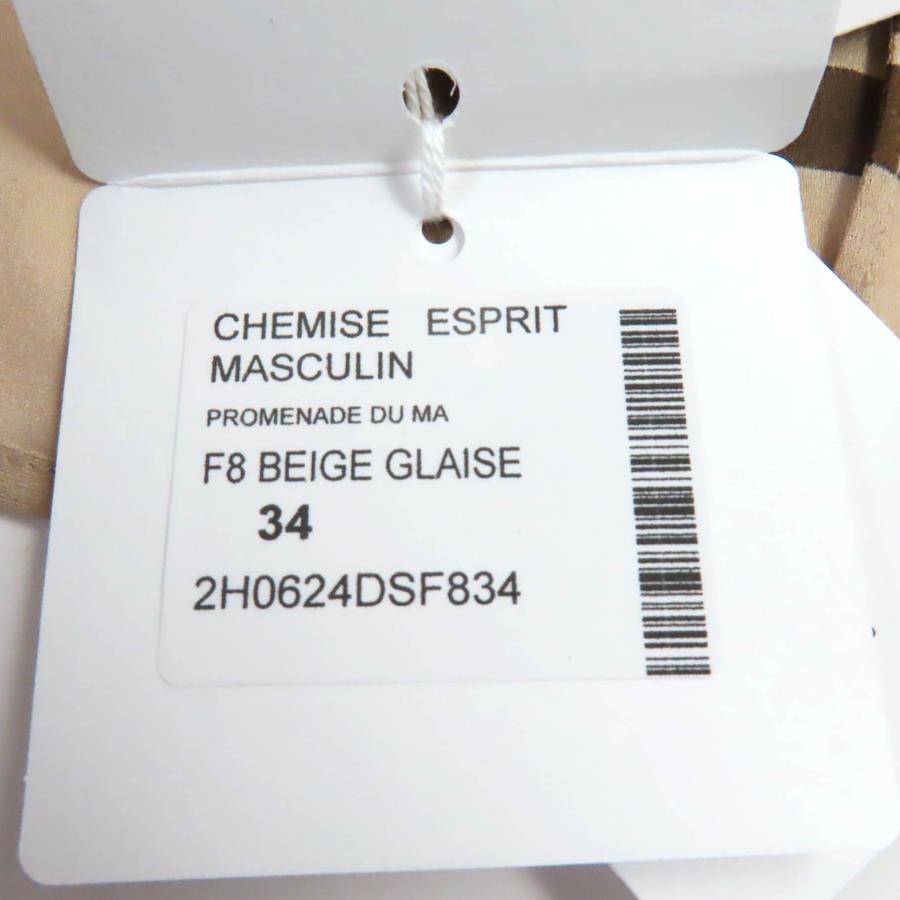 CHEMISE ESPRIT
MASCULIN
PROMENADE DU MA
F8 BEIGE GLAISE
34
2H0624DSF834